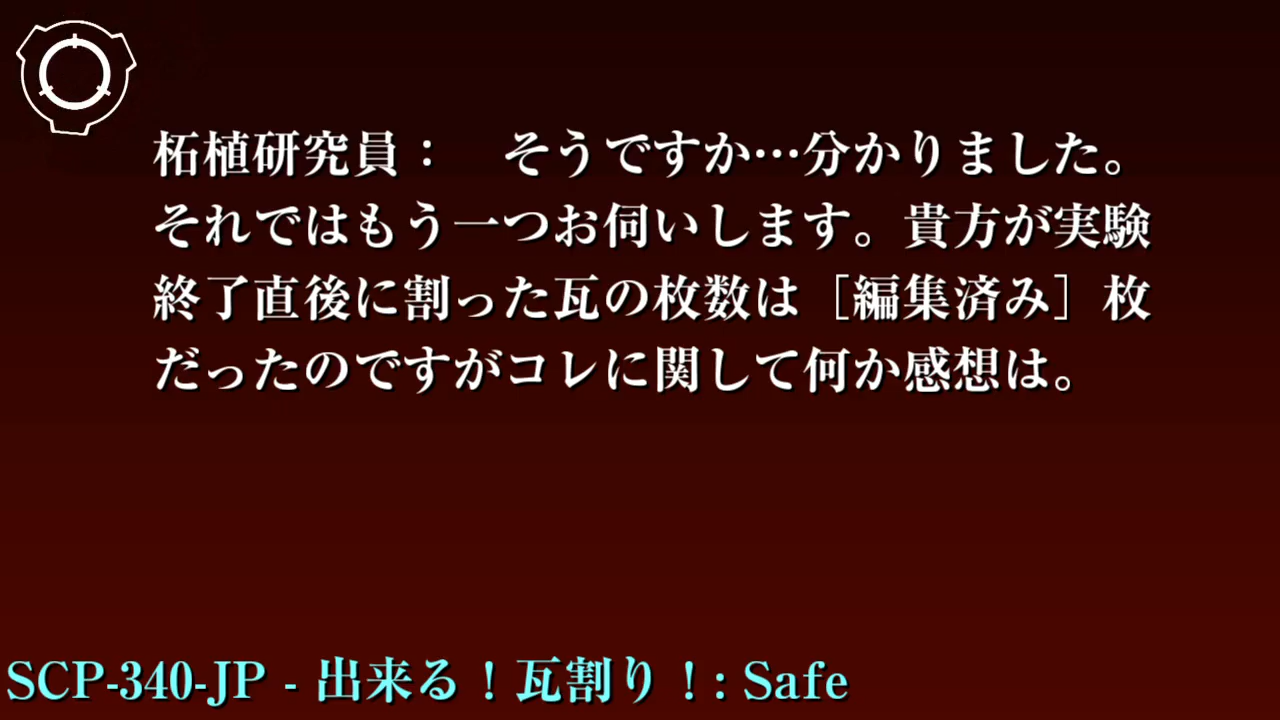 柘植研究員：　そうですか…分かりました。
それではもう一つお伺いします。貴方が実験
終了直後に割った瓦の枚数は［編集済み］枚
だったのですがコレに関して何か感想は。
SCP-340-JP - 出来る！瓦割り！: Safe